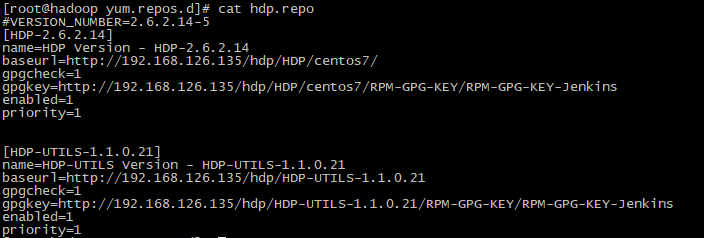 [root@hadoop yum.repos.d]# cat hdp.repo
#VERSION_NUMBER=2.6.2.14-5
[HDP-2.6.2.14]
name=HDP Version - HDP-2.6.2.14
baseurl=http://192.168.126.135/hdp/HDP/centos7/
gpgcheck=1
gpgkey=http://192.168.126.135/hdp/HDP/centos7/RPM-GPG-KEY/RPM-GPG-KEY-Jenkins
enabled=1
priority=1
[HDP-UTILS-1.1.0.21]
name=HDP-UTILS Version - HDP-UTILS-1.1.0.21
baseurl=http://192.168.126.135/hdp/HDP-UTILS-1.1.0.21
gpgcheck=1
gpgkey=http://192.168.126.135/hdp/HDP-UTILS-1.1.0.21/RPM-GPG-KEY/RPM-GPG-KEY-Jenkins
enabled=1
priority=1